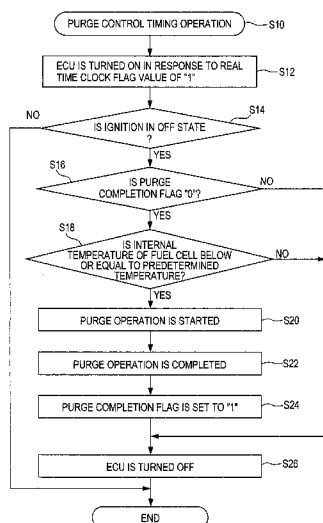 PURGE CONTROL TIMING OPERATION
S10
ECU IS TURNED ON IN RESPONSE TO REAL
TIME CLOCK FLAG VALUE OF "1"
S12
S14
NO
IS IGNITION IN OFF STATE
?
S16
YES
IS PURGE
COMPLETION FLAG "0"?
NO
YES
S18
IS INTERNAL
TEMPERATURE OF FUEL CELL BELOW
OR EQUAL TO PREDETERMINED
TEMPERATURE?
NO
YES
PURGE OPERATION IS STARTED
S20
PURGE OPERATION IS COMPLETED
S22
PURGE COMPLETION FLAG IS SET TO "1"
S24
ECU IS TURNED OFF
S26
END